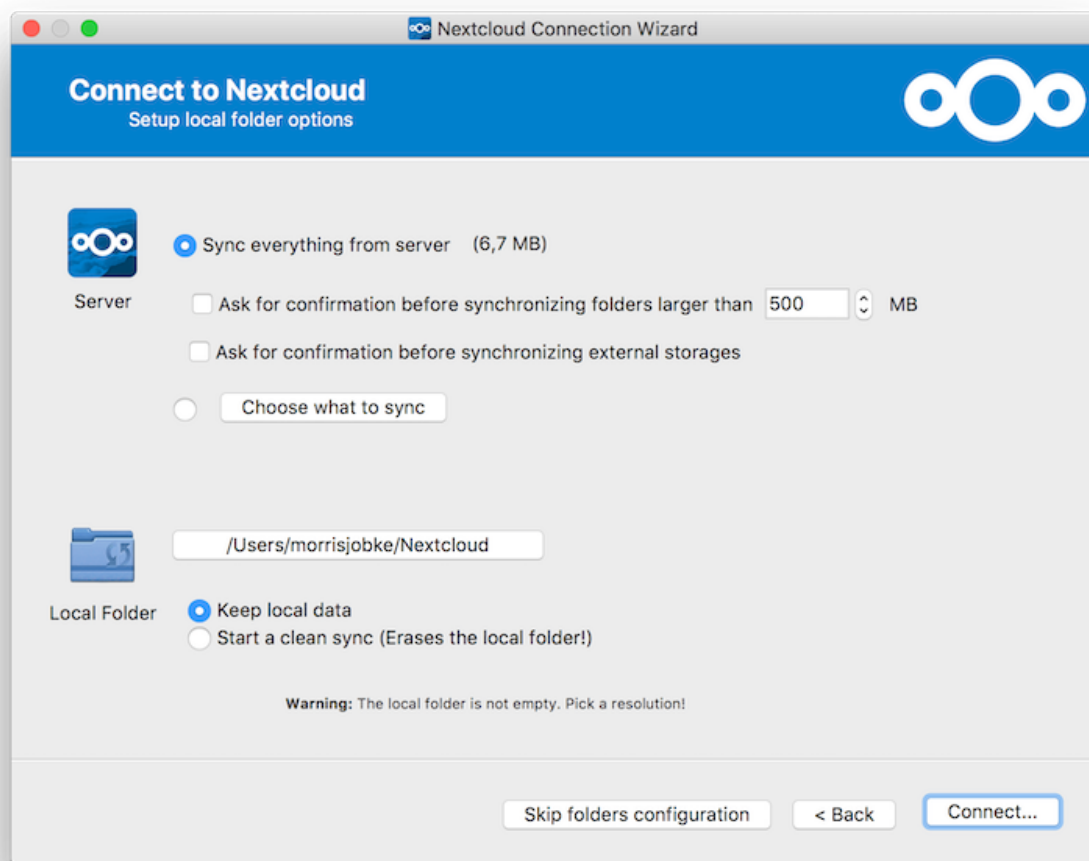 Nextcloud Connection Wizard
Connect to Nextcloud
Setup local folder options
Sync everything from server (6,7 MB)
Server
Ask for confirmation before synchronizing folders larger than 500 MB
Ask for confirmation before synchronizing external storages
Choose what to sync
/Users/morrisjobke/Nextcloud
Local Folder
Keep local data
Start a clean sync (Erases the local folder!)
Warning: The local folder is not empty. Pick a resolution!
Skip folders configuration < Back Connect...